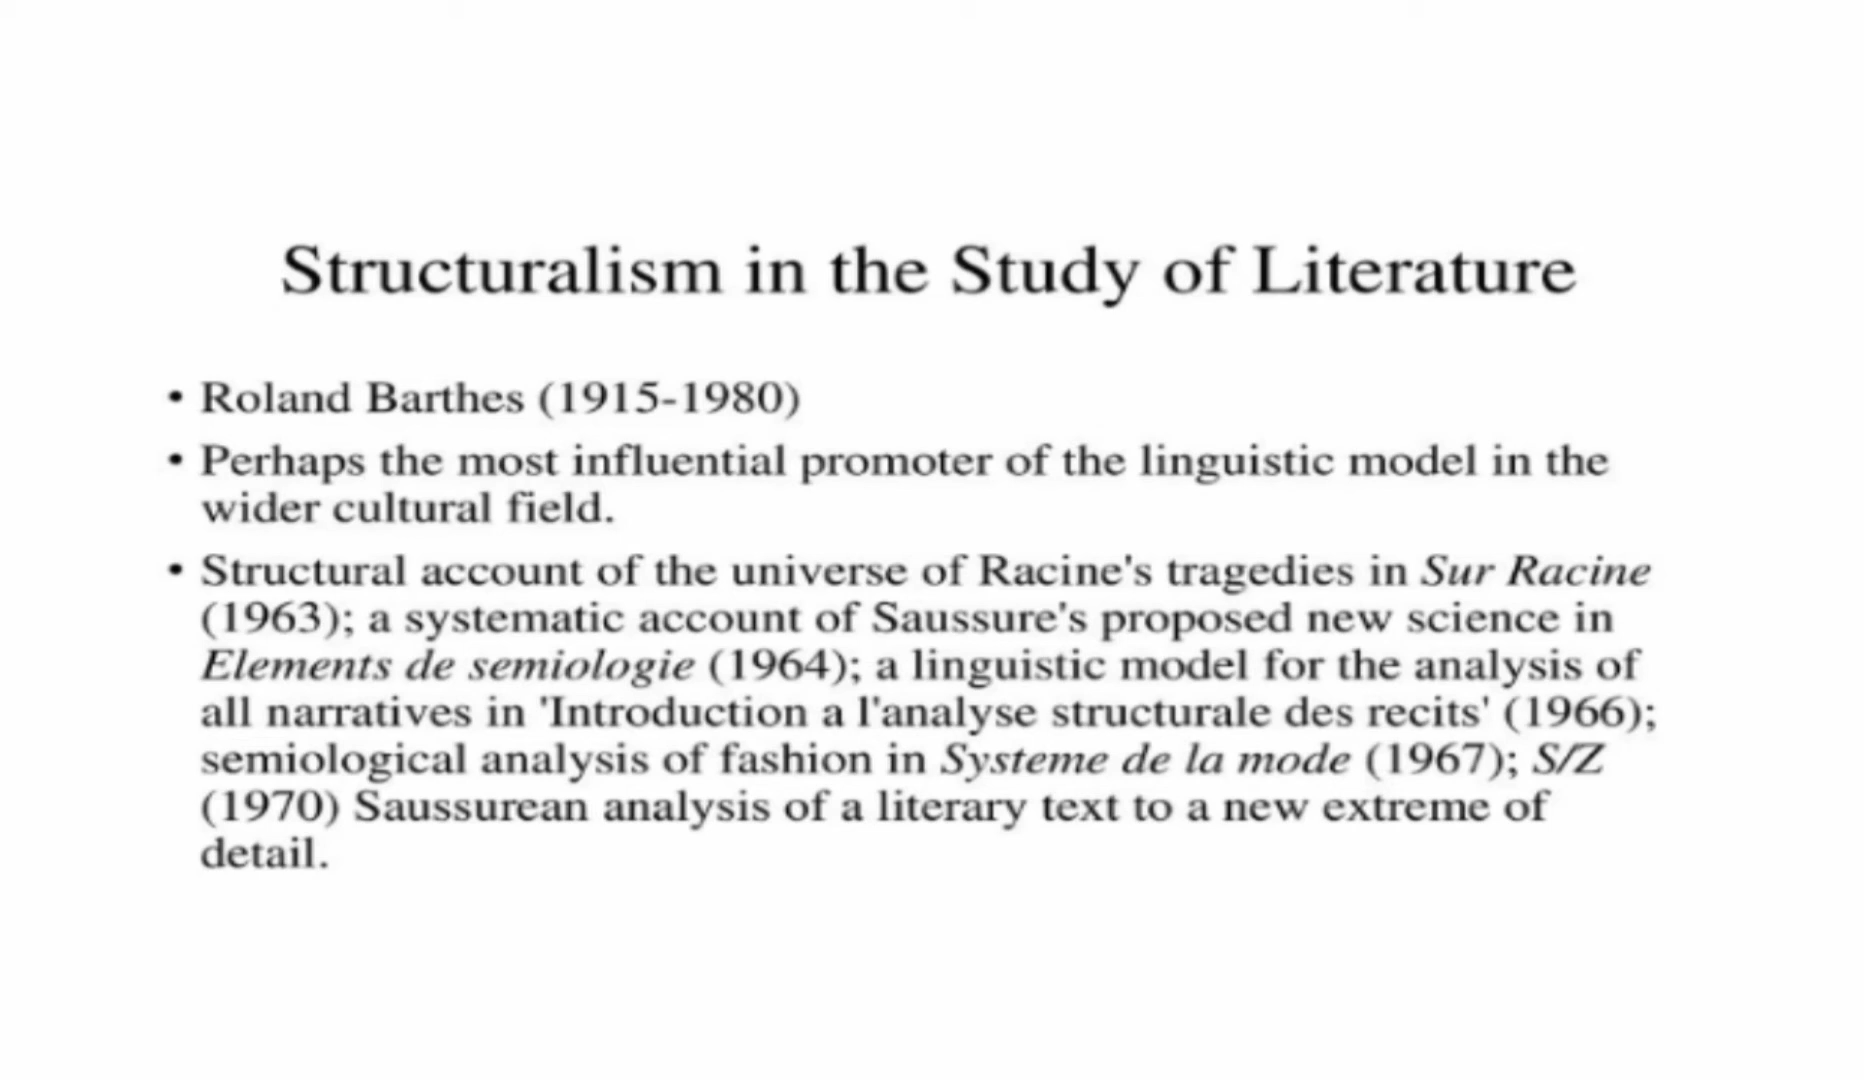 Structuralism in the Study of Literature
• Roland Barthes (1915-1980)
• Perhaps the most influential promoter of the linguistic model in the
wider cultural field.
• Structural account of the universe of Racine's tragedies in Sur Racine
(1963); a systematic account of Saussure's proposed new science in
Elements de semiologie (1964); a linguistic model for the analysis of
all narratives in 'Introduction a l'analyse structurale des recits' (1966);
semiological analysis of fashion in Systeme de la mode (1967); S/Z
(1970) Saussurean analysis of a literary text to a new extreme of
detail.